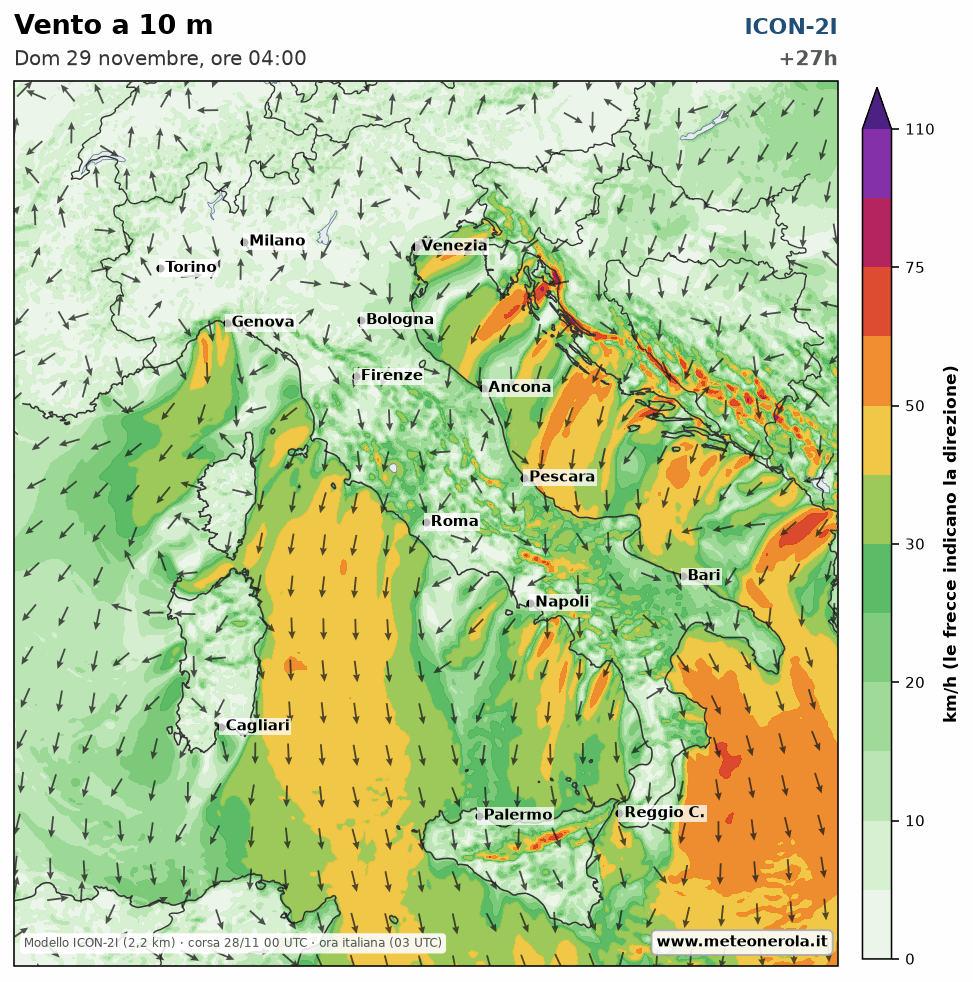 Vento a 10 m
ICON-2I
Dom 29 novembre, ore 04:00
+27h
110
75
50
30
20
10
0
km/h (le frecce indicano la direzione)
Milano
Torino
Venezia
Genova
Bologna
Firenze
Ancona
Pescara
Roma
Bari
Napoli
Cagliari
Palermo
Reggio C.
Modello ICON-2I (2,2 km) · corsa 28/11 00 UTC · ora italiana (03 UTC)
www.meteonerola.it